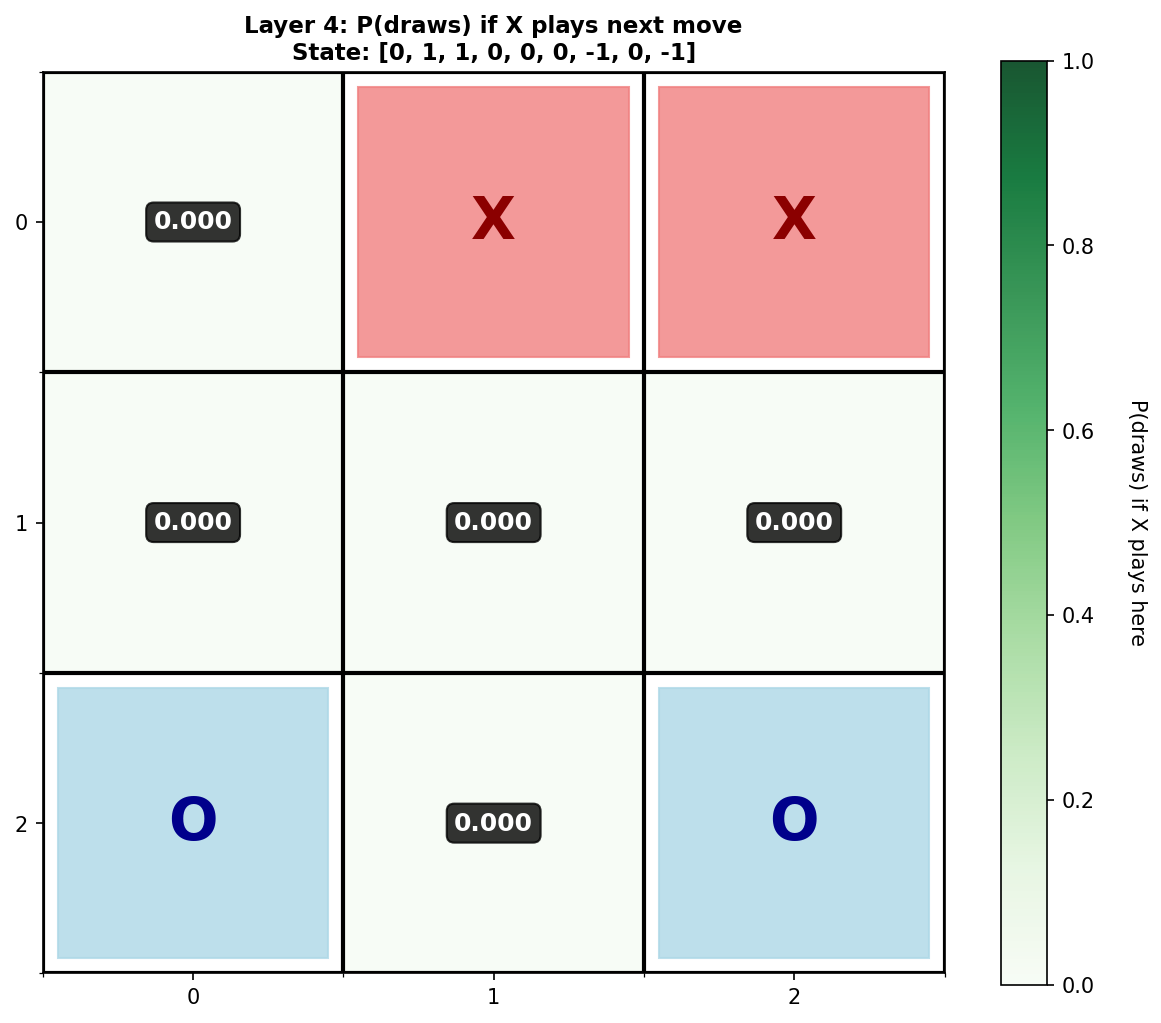 Layer 4: P(draws) if X plays next move
State: [0, 1, 1, 0, 0, 0, -1, 0, -1]
1.0
0.8
0.6
0.4
0.2
0.0
P(draws) if X plays here
0
0.000
X
X
1
0.000
0.000
0.000
2
O
0.000
O
0
1
2